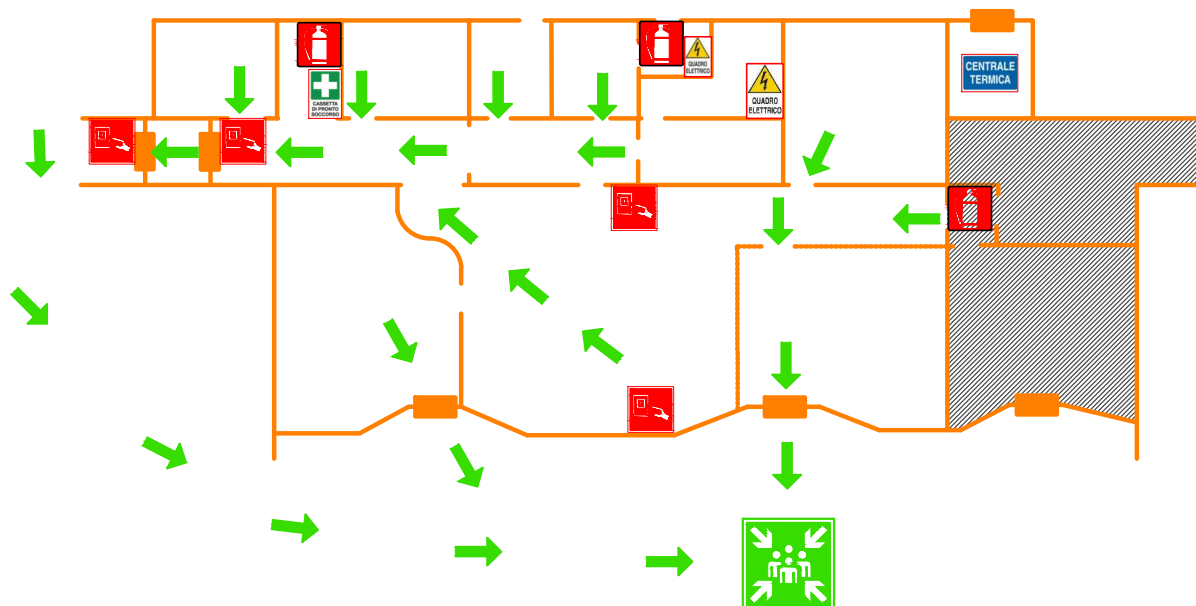 QUADRO
ELETTRICO
CENTRALE
TERMICA
QUADRO
ELETTRICO
CASSETTA
DI PRONTO
SOCCORSO